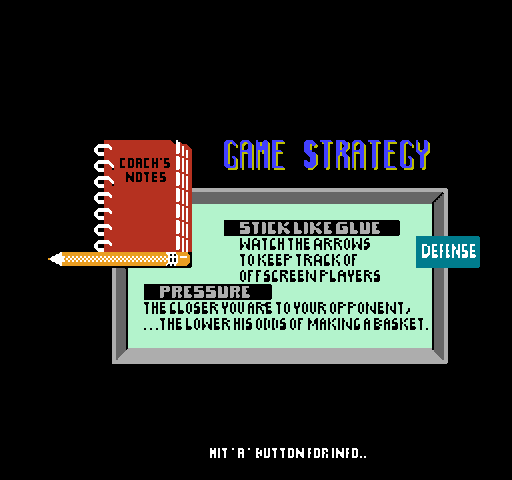 COACH'S
NOTES
GAME STRATEGY
STICK LIKE GLUE
WATCH THE ARROWS
TO KEEP TRACK OF
OFFSCREEN PLAYERS
DEFENSE
PRESSURE
THE CLOSER YOU ARE TO YOUR OPPONENT,
...THE LOWER HIS ODDS OF MAKING A BASKET.
HIT 'A' BUTTON FOR INFO..